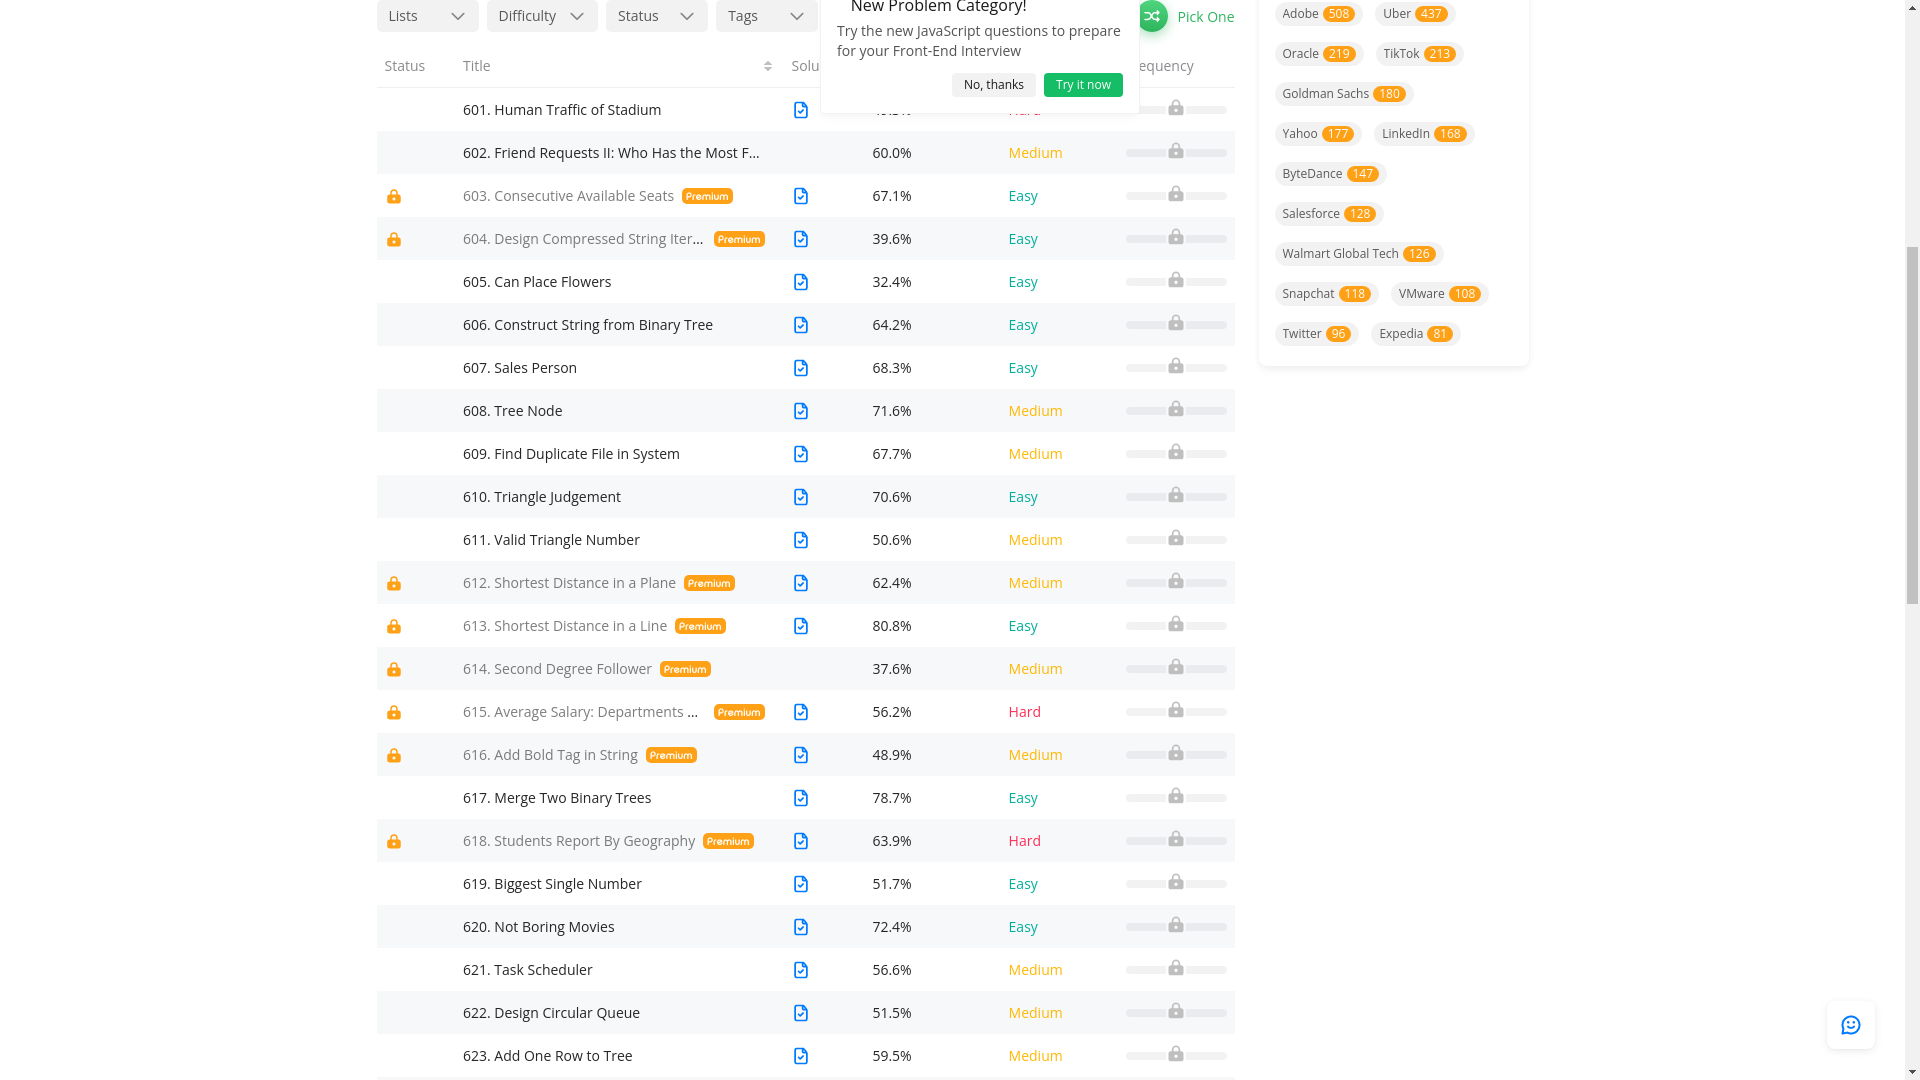 Lists
Difficulty
Status
Tags
New Problem Category!
Try the new JavaScript questions to prepare
for your Front-End Interview
No, thanks
Try it now
Pick One
Status Title Solu equency
601. Human Traffic of Stadium
602. Friend Requests II: Who Has the Most F... 60.0% Medium
603. Consecutive Available Seats Premium 67.1% Easy
604. Design Compressed String Iter... Premium 39.6% Easy
605. Can Place Flowers 32.4% Easy
606. Construct String from Binary Tree 64.2% Easy
607. Sales Person 68.3% Easy
608. Tree Node 71.6% Medium
609. Find Duplicate File in System 67.7% Medium
610. Triangle Judgement 70.6% Easy
611. Valid Triangle Number 50.6% Medium
612. Shortest Distance in a Plane Premium 62.4% Medium
613. Shortest Distance in a Line Premium 80.8% Easy
614. Second Degree Follower Premium 37.6% Medium
615. Average Salary: Departments ... Premium 56.2% Hard
616. Add Bold Tag in String Premium 48.9% Medium
617. Merge Two Binary Trees 78.7% Easy
618. Students Report By Geography Premium 63.9% Hard
619. Biggest Single Number 51.7% Easy
620. Not Boring Movies 72.4% Easy
621. Task Scheduler 56.6% Medium
622. Design Circular Queue 51.5% Medium
623. Add One Row to Tree 59.5% Medium
Adobe 508 Uber 437
Oracle 219 TikTok 213
Goldman Sachs 180
Yahoo 177 LinkedIn 168
ByteDance 147
Salesforce 128
Walmart Global Tech 126
Snapchat 118 VMware 108
Twitter 96 Expedia 81